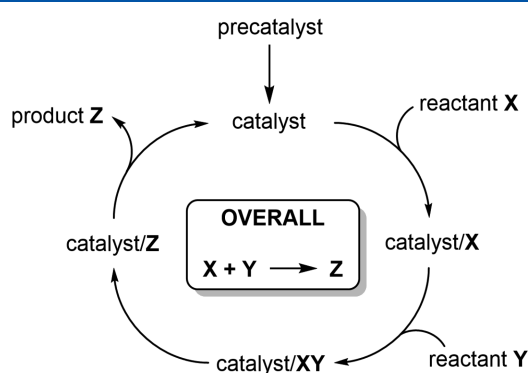 precatalyst
product Z
catalyst
reactant X
OVERALL
catalyst/Z
catalyst/X
X + Y ⟶ Z
catalyst/XY
reactant Y